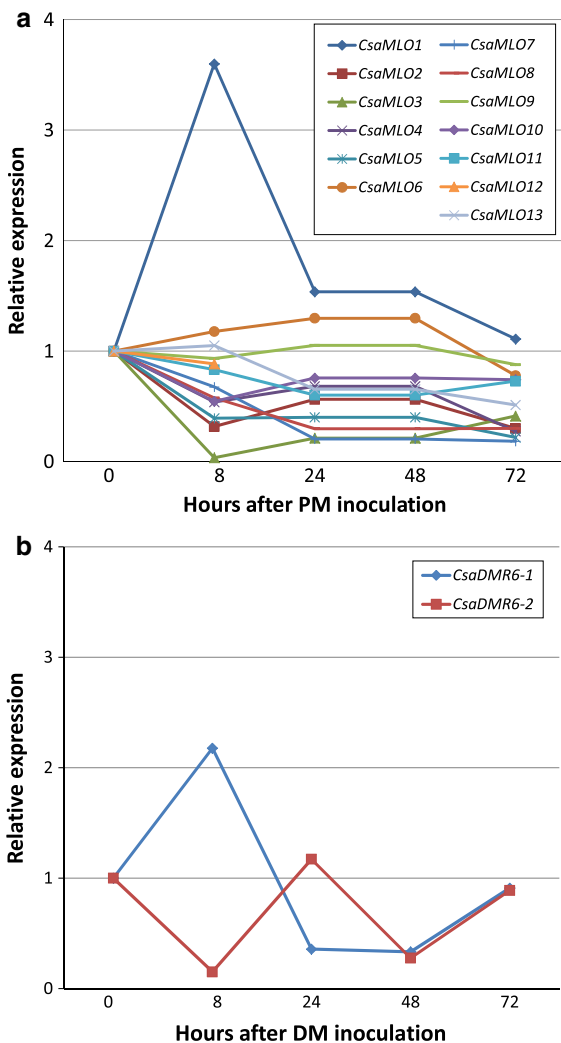 a
4
3
2
1
0
Relative expression
CsaMLO1
CsaMLO2
CsaMLO3
CsaMLO4
CsaMLO5
CsaMLO6
CsaMLO7
CsaMLO8
CsaMLO9
CsaMLO10
CsaMLO11
CsaMLO12
CsaMLO13
0 8 24 48 72
Hours after PM inoculation
b
4
3
2
1
0
Relative expression
CsaDMR6-1
CsaDMR6-2
0 8 24 48 72
Hours after DM inoculation